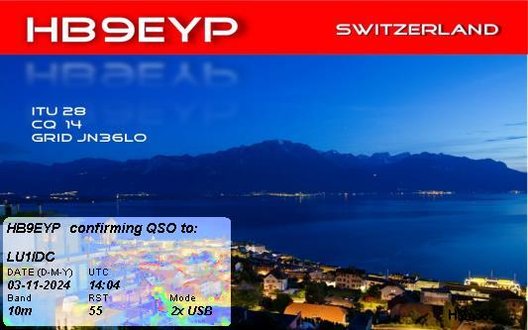 HB9EYP SWITZERLAND
ITU 28
CQ 14
GRID JN36LO
HB9EYP confirming QSO to:
LU1IDC
DATE (D-M-Y) UTC
03-11-2024 14:04
Band RST Mode
10m 55 2x USB